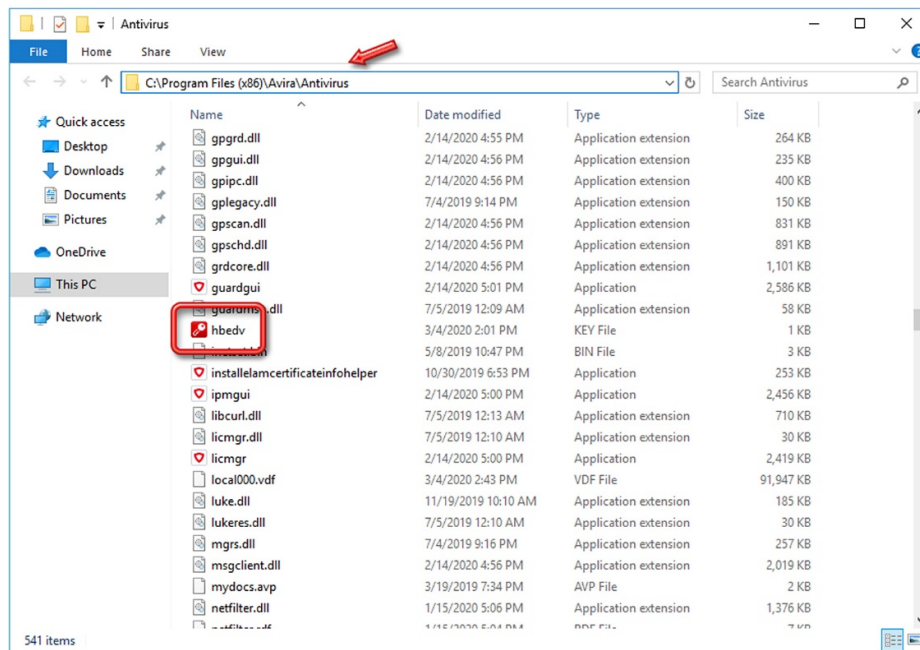 Antivirus
File Home Share View
C:\Program Files (x86)\Avira\Antivirus Search Antivirus
Quick access
Desktop
Downloads
Documents
Pictures
OneDrive
This PC
Network
Name Date modified Type Size
gpgrd.dll 2/14/2020 4:55 PM Application extension 264 KB
gpgui.dll 2/14/2020 4:56 PM Application extension 235 KB
gpipc.dll 2/14/2020 4:56 PM Application extension 400 KB
gplegacy.dll 7/4/2019 9:14 PM Application extension 150 KB
gpscan.dll 2/14/2020 4:56 PM Application extension 831 KB
gpschd.dll 2/14/2020 4:56 PM Application extension 891 KB
grdcore.dll 2/14/2020 4:56 PM Application extension 1,101 KB
guardgui 2/14/2020 5:01 PM Application 2,586 KB
7/5/2019 12:09 AM Application extension 58 KB
hbedv 3/4/2020 2:01 PM KEY File 1 KB
5/8/2019 10:47 PM BIN File 3 KB
installelamcertificateinfohelper 10/30/2019 6:53 PM Application 253 KB
ipmgui 2/14/2020 5:00 PM Application 2,456 KB
libcurl.dll 7/5/2019 12:13 AM Application extension 710 KB
licmgr.dll 7/5/2019 12:10 AM Application extension 30 KB
licmgr 2/14/2020 5:00 PM Application 2,419 KB
local000.vdf 3/4/2020 2:43 PM VDF File 91,947 KB
luke.dll 11/19/2019 10:10 AM Application extension 185 KB
lukeres.dll 7/5/2019 12:10 AM Application extension 30 KB
mgrs.dll 7/4/2019 9:16 PM Application extension 257 KB
msgclient.dll 2/14/2020 4:56 PM Application extension 2,019 KB
mydocs.avp 3/19/2019 7:34 PM AVP File 2 KB
netfilter.dll 1/15/2020 5:06 PM Application extension 1,376 KB
541 items